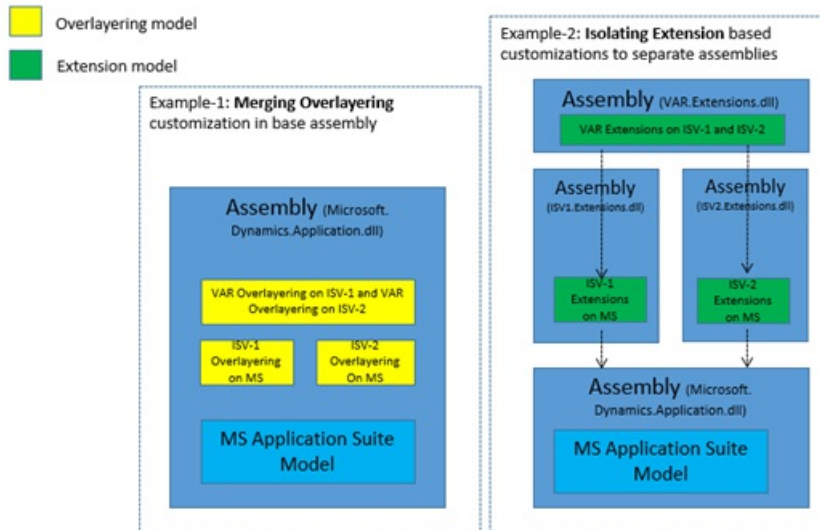 Overlayering model
Extension model
Example-1: Merging Overlayering
customization in base assembly
Assembly (Microsoft.
Dynamics.Application.dll)
VAR Overlayering on ISV-1 and VAR
Overlayering on ISV-2
ISV-1
Overlayering
on MS
ISV-2
Overlayering
On MS
MS Application Suite
Model
Example-2: Isolating Extension based
customizations to separate assemblies
Assembly (VAR.Extensions.dll)
VAR Extensions on ISV-1 and ISV-2
Assembly
(ISV1.Extensions.dll)
Assembly
(ISV2.Extensions.dll)
ISV-1
Extensions
on MS
ISV-2
Extensions
on MS
Assembly (Microsoft.
Dynamics.Application.dll)
MS Application Suite
Model